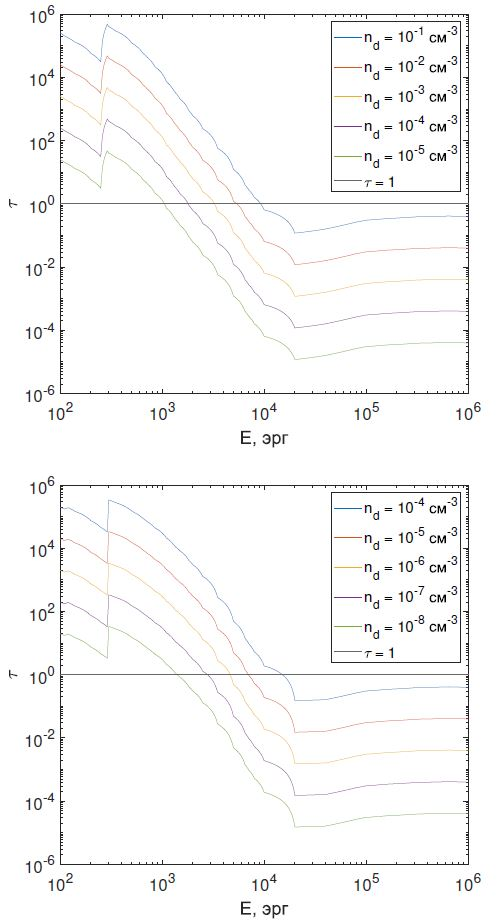 10^6
10^4
10^2
10^0
10^-2
10^-4
10^-6
τ
n_d = 10^-1 см^-3
n_d = 10^-2 см^-3
n_d = 10^-3 см^-3
n_d = 10^-4 см^-3
n_d = 10^-5 см^-3
τ = 1
10^2 10^3 10^4 10^5 10^6
E, эрг
10^6
10^4
10^2
10^0
10^-2
10^-4
10^-6
τ
n_d = 10^-4 см^-3
n_d = 10^-5 см^-3
n_d = 10^-6 см^-3
n_d = 10^-7 см^-3
n_d = 10^-8 см^-3
τ = 1
10^2 10^3 10^4 10^5 10^6
E, эрг